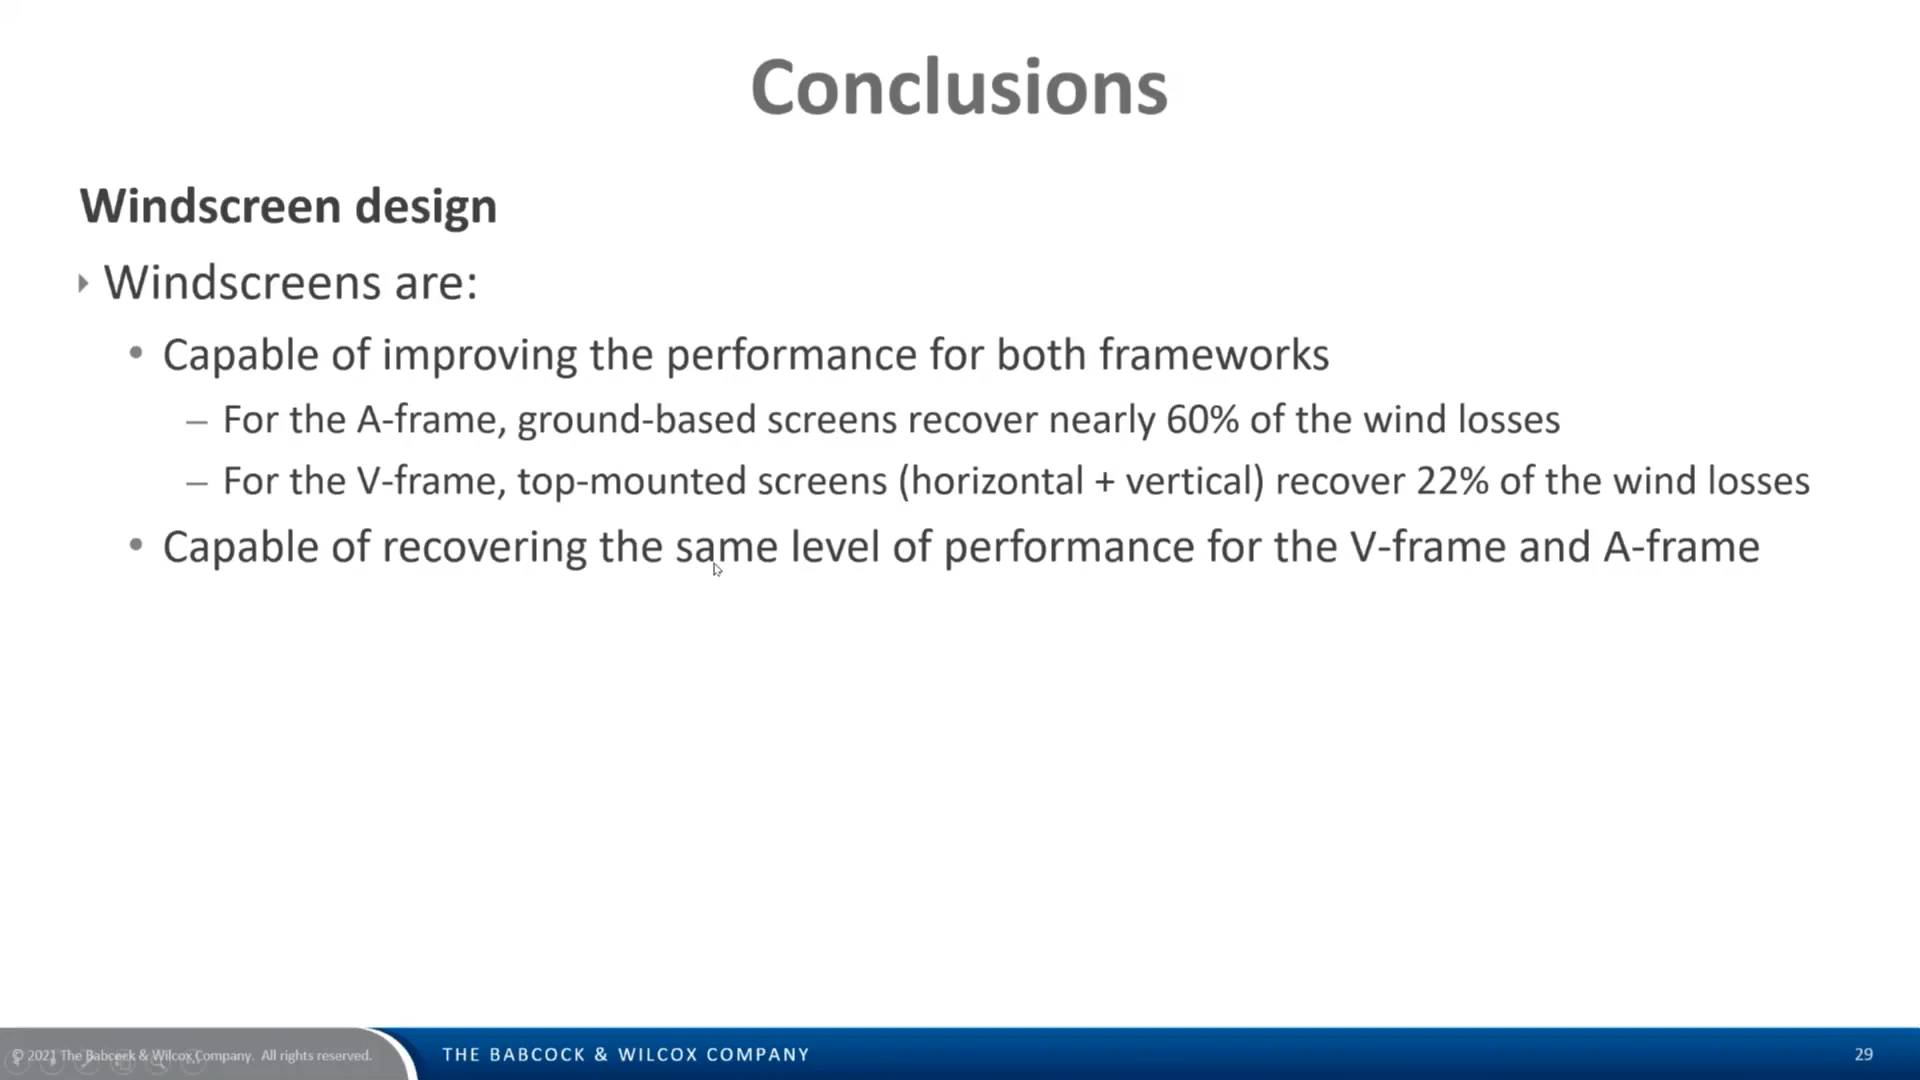 Conclusions
Windscreen design
Windscreens are:
• Capable of improving the performance for both frameworks
– For the A-frame, ground-based screens recover nearly 60% of the wind losses
– For the V-frame, top-mounted screens (horizontal + vertical) recover 22% of the wind losses
• Capable of recovering the same level of performance for the V-frame and A-frame
© 2021 The Babcock & Wilcox Company. All rights reserved.
THE BABCOCK & WILCOX COMPANY
29